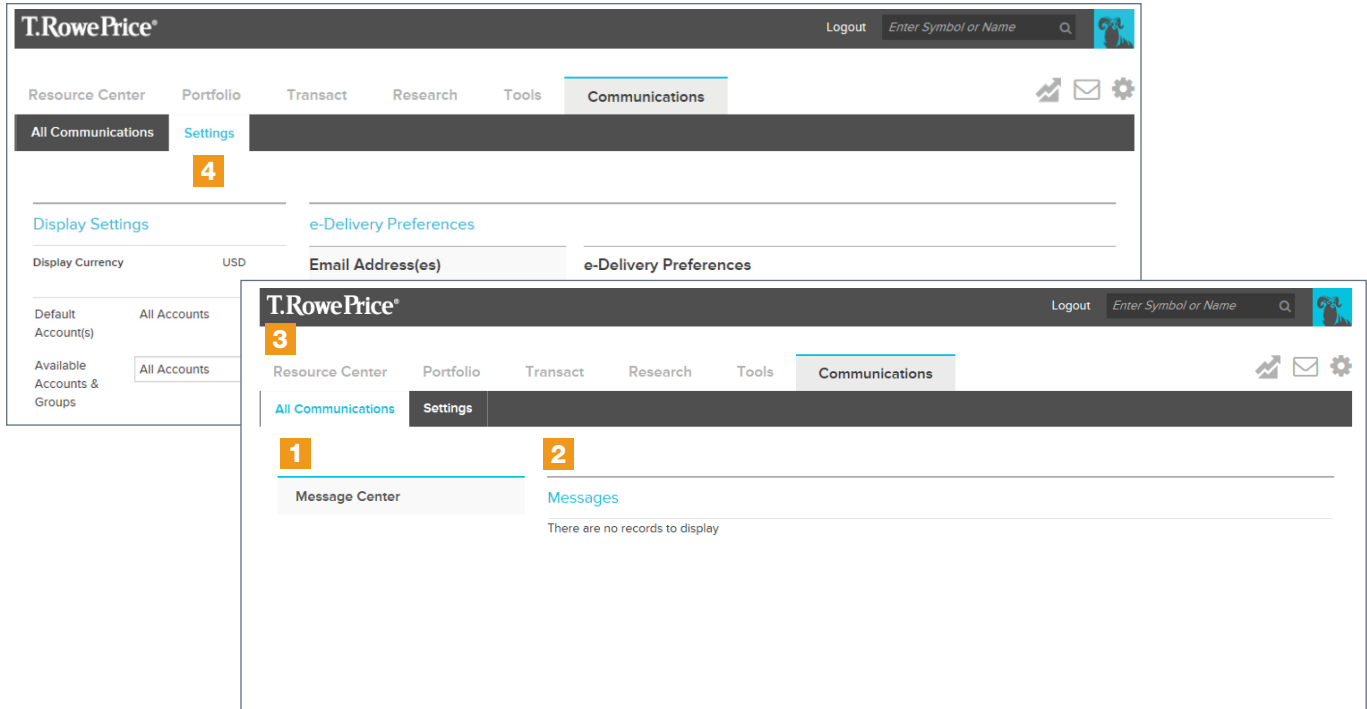 T.RowePrice®
Logout
Enter Symbol or Name
Resource Center Portfolio Transact Research Tools Communications
All Communications Settings
4
Display Settings
e-Delivery Preferences
Display Currency USD
Email Address(es)
e-Delivery Preferences
Default Account(s) All Accounts
Available Accounts & Groups All Accounts
T.RowePrice®
Logout
Enter Symbol or Name
3
Resource Center Portfolio Transact Research Tools Communications
All Communications Settings
1
2
Message Center
Messages
There are no records to display